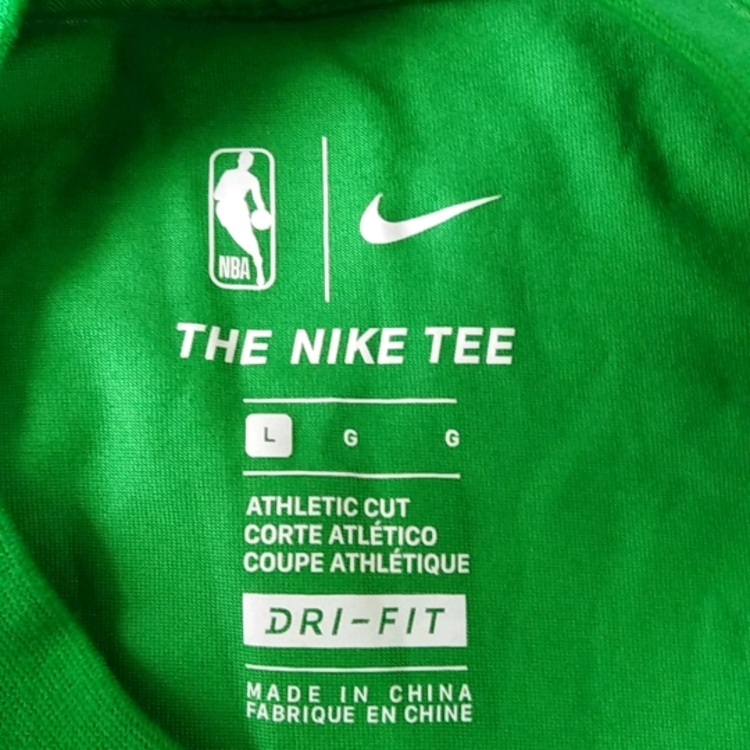 NBA
THE NIKE TEE
L G G
ATHLETIC CUT
CORTE ATLÉTICO
COUPE ATHLÉTIQUE
DRI-FIT
MADE IN CHINA
FABRIQUE EN CHINE